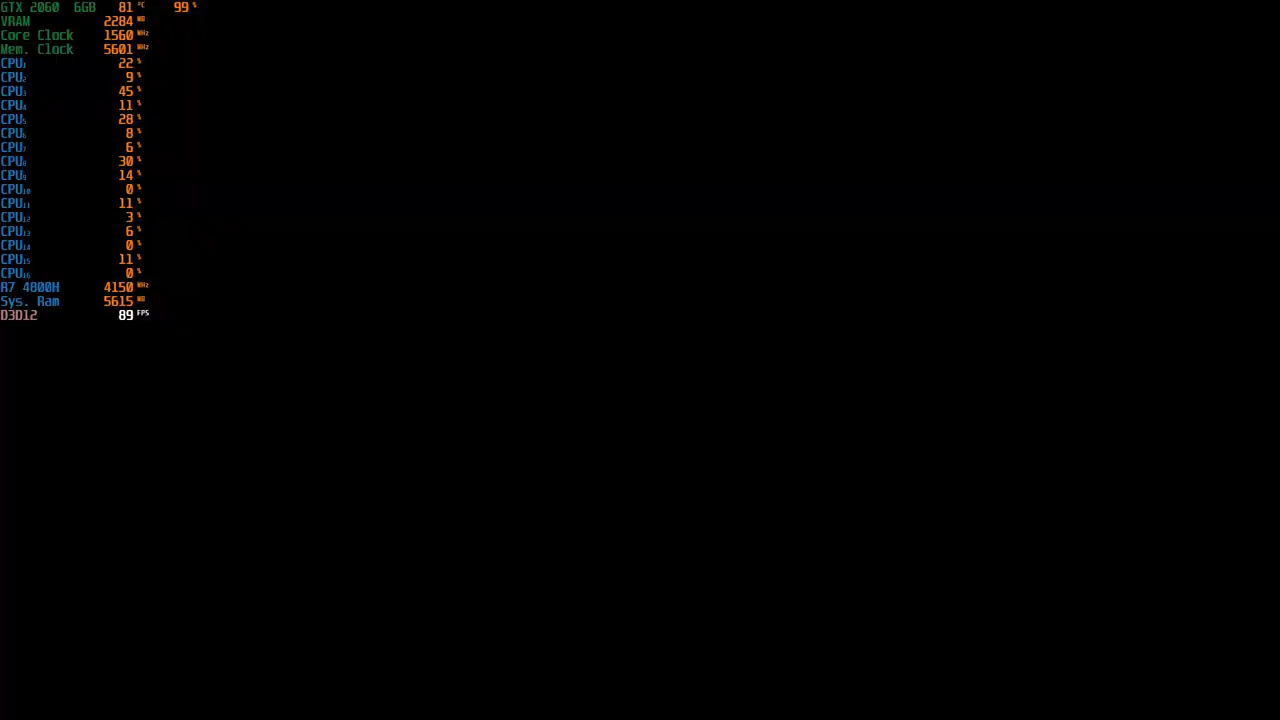 GTX 2060 6GB 81 °C 99 %
VRAM 2284 MB
Core Clock 1560 MHz
Mem. Clock 5601 MHz
CPU1 22 %
CPU2 9 %
CPU3 45 %
CPU4 11 %
CPU5 28 %
CPU6 8 %
CPU7 6 %
CPU8 30 %
CPU9 14 %
CPU10 0 %
CPU11 11 %
CPU12 3 %
CPU13 6 %
CPU14 0 %
CPU15 11 %
CPU16 0 %
R7 4800H 4150 MHz
Sys. Ram 5615 MB
D3D12 89 FPS